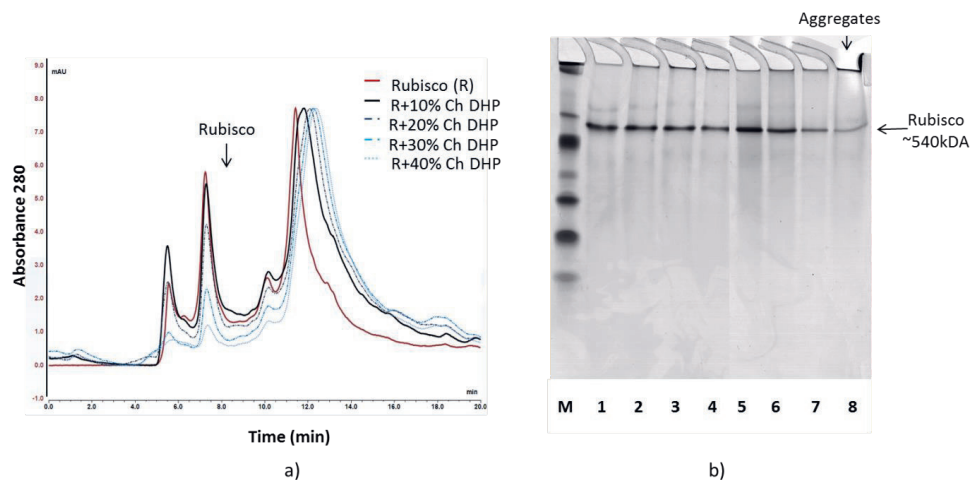 Aggregates
9.0
mAU
8.0
7.0
6.0
5.0
4.0
3.0
2.0
1.0
0.0
-1.0
Absorbance 280
Rubisco (R)
R+10% Ch DHP
R+20% Ch DHP
R+30% Ch DHP
R+40% Ch DHP
Rubisco
min
0.0 2.0 4.0 6.0 8.0 10.0 12.0 14.0 16.0 18.0 20.0
Time (min)
a)
Rubisco
~540kDA
M 1 2 3 4 5 6 7 8
b)